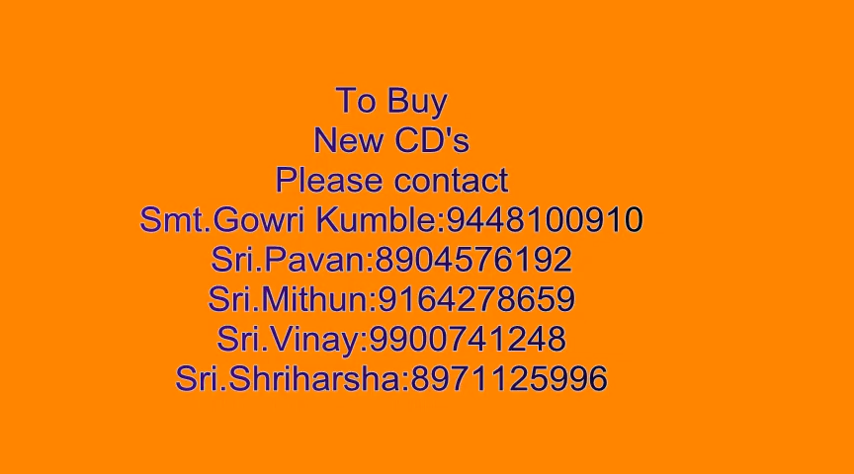 To Buy
New CD's
Please contact
Smt.Gowri Kumble:9448100910
Sri.Pavan:8904576192
Sri.Mithun:9164278659
Sri.Vinay:9900741248
Sri.Shriharsha:8971125996